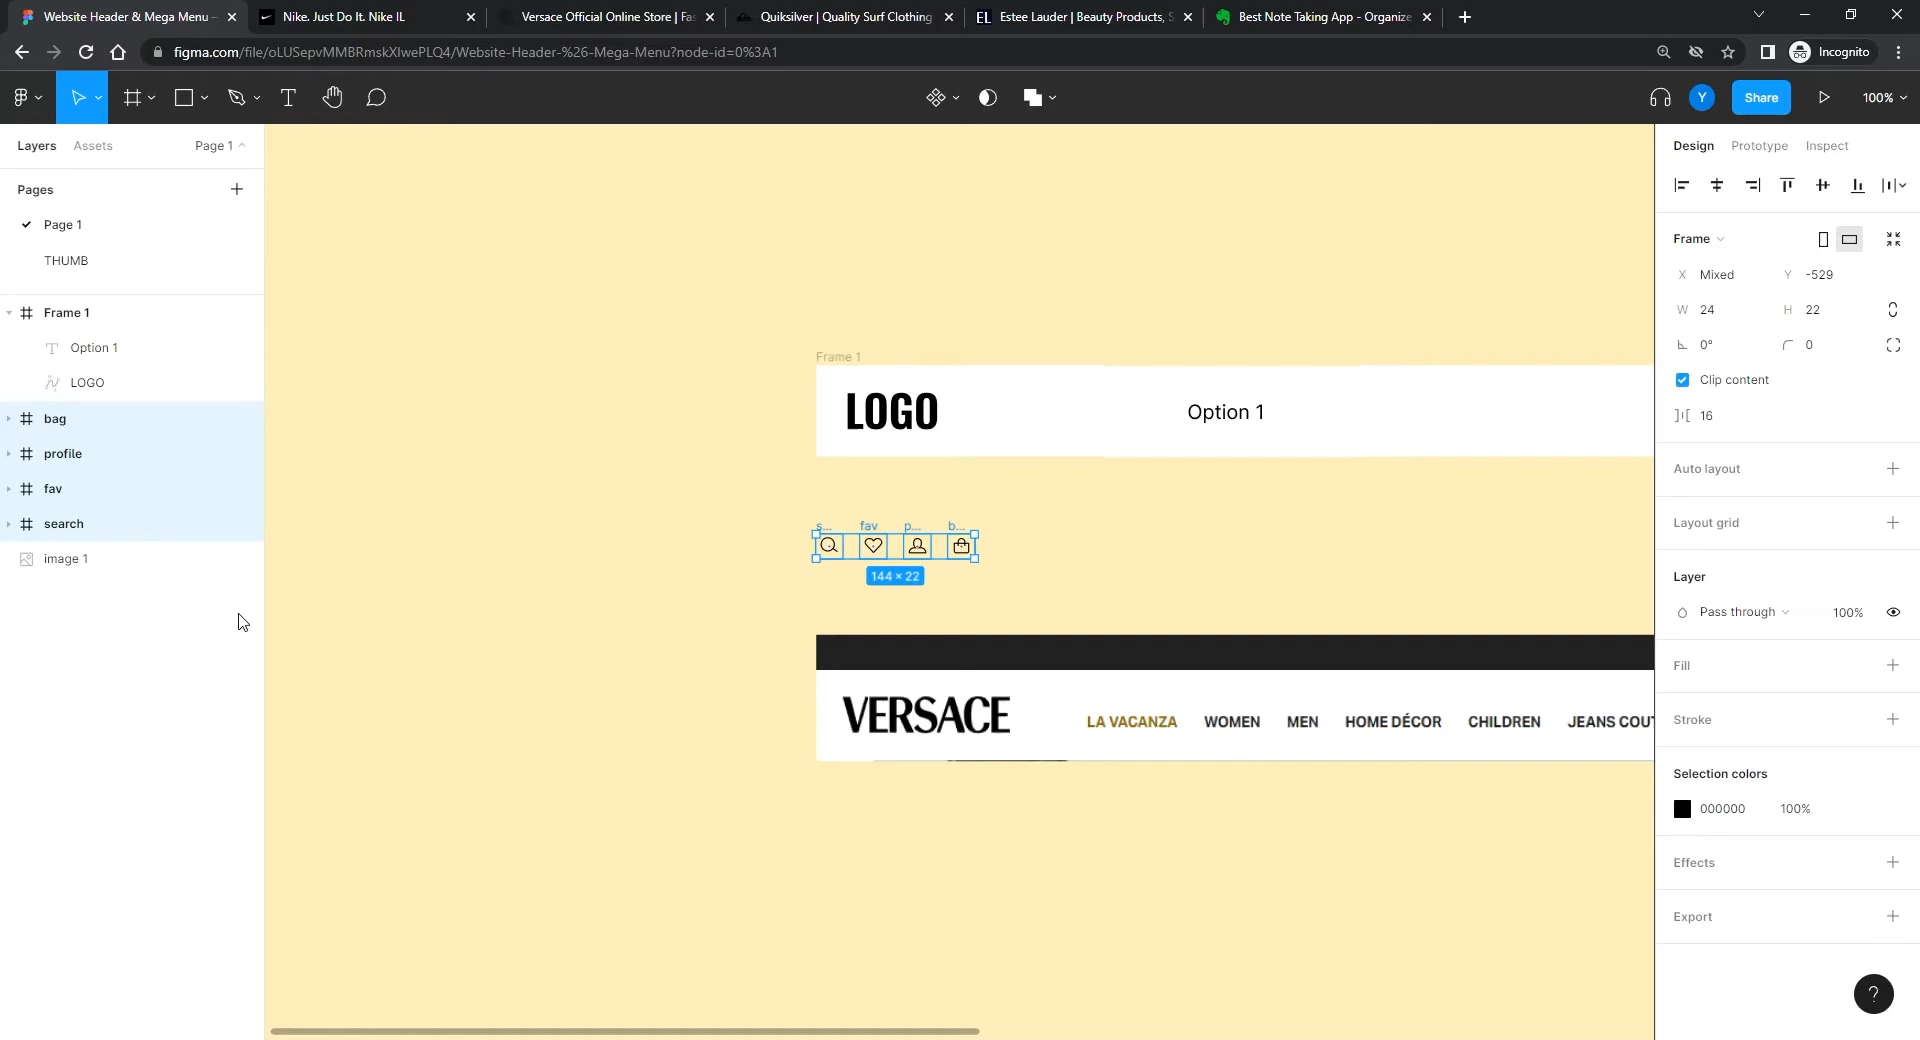 Website Header & Mega Menu –
Nike. Just Do It. Nike IL
Versace Official Online Store | Fas
Quiksilver | Quality Surf Clothing
EL
Estee Lauder | Beauty Products, S
Best Note Taking App - Organize
figma.com/file/oLUSepvMMBRmskXlwePLQ4/Website-Header-%26-Mega-Menu?node-id=0%3A1
Incognito
Y
Share
100%
Layers
Assets
Page 1
Pages
Page 1
THUMB
Frame 1
Option 1
LOGO
bag
profile
fav
search
image 1
Frame 1
LOGO
Option 1
s...
fav
p...
b...
144 × 22
VERSACE
LA VACANZA
WOMEN
MEN
HOME DÉCOR
CHILDREN
JEANS COUT
Design
Prototype
Inspect
Frame
X Mixed
Y -529
W 24
H 22
0°
0
Clip content
16
Auto layout
Layout grid
Layer
Pass through
100%
Fill
Stroke
Selection colors
000000
100%
Effects
Export
?